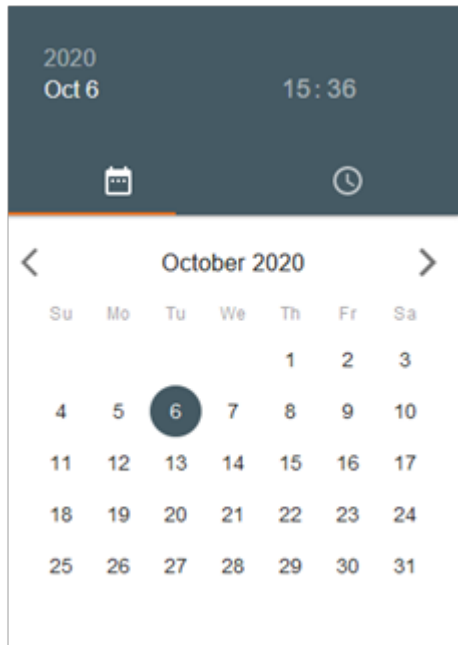 2020
Oct 6 15:36
October 2020
Su Mo Tu We Th Fr Sa
1 2 3
4 5 6 7 8 9 10
11 12 13 14 15 16 17
18 19 20 21 22 23 24
25 26 27 28 29 30 31